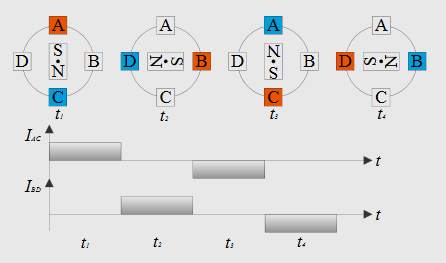 A A A A
S N
D B D N S B D B D S N B
N S
C C C C
t1 t2 t3 t4
IAC
t
IBD
t
t1 t2 t3 t4